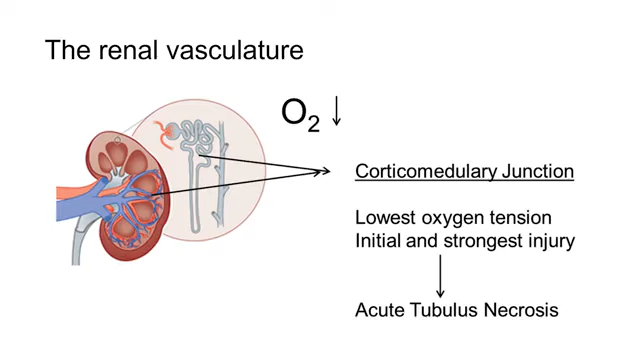 The renal vasculature
O2
Corticomedulary Junction
Lowest oxygen tension
Initial and strongest injury
Acute Tubulus Necrosis